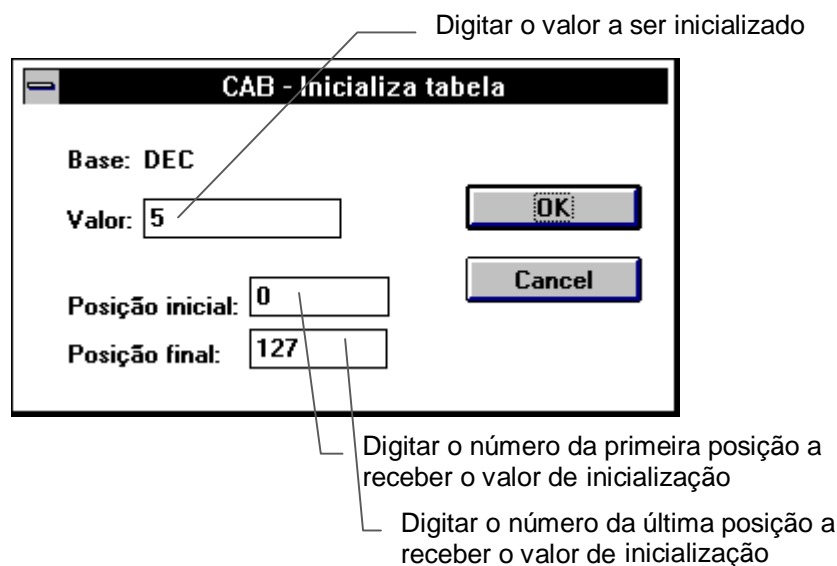 Digitar o valor a ser inicializado
CAB - Inicializa tabela
Base: DEC
Valor: 5
OK
Cancel
Posição inicial: 0
Posição final: 127
Digitar o número da primeira posição a
receber o valor de inicialização
Digitar o número da última posição a
receber o valor de inicialização